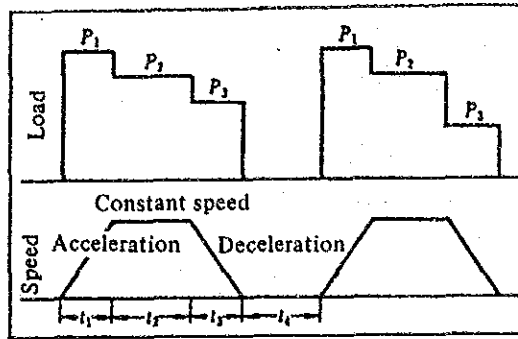 P1 P2 P3 P1 P2 P3
Load
Constant speed
Acceleration Deceleration
Speed
t1 t2 t3 t4